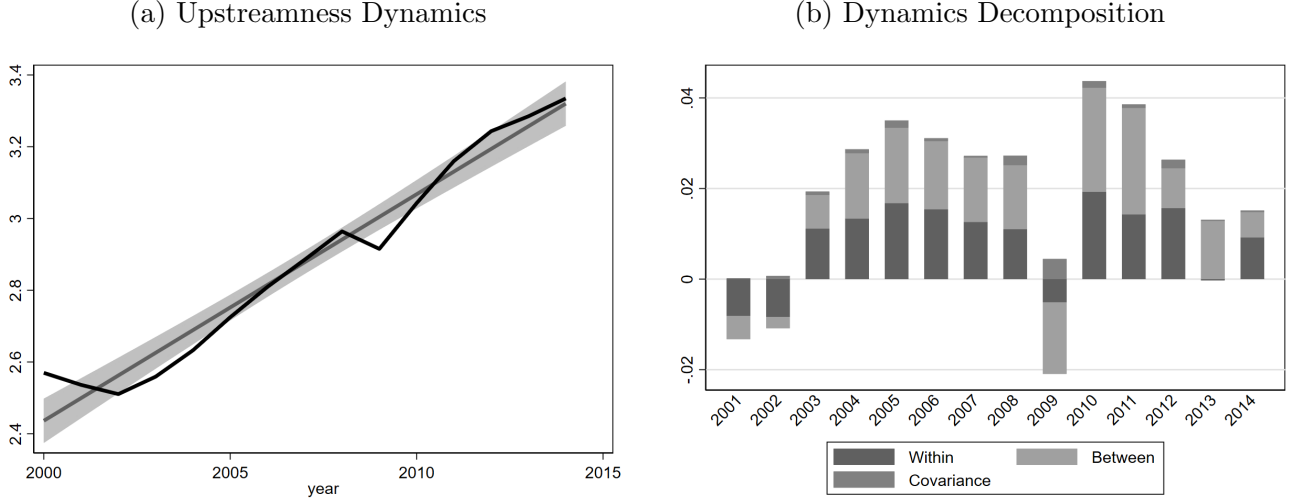 (a) Upstreamness Dynamics
3.4
3.2
3
2.8
2.6
2.4
2000 2005 2010 2015
year
(b) Dynamics Decomposition
.04
.02
0
-.02
2001 2002 2003 2004 2005 2006 2007 2008 2009 2010 2011 2012 2013 2014
Within Between
Covariance